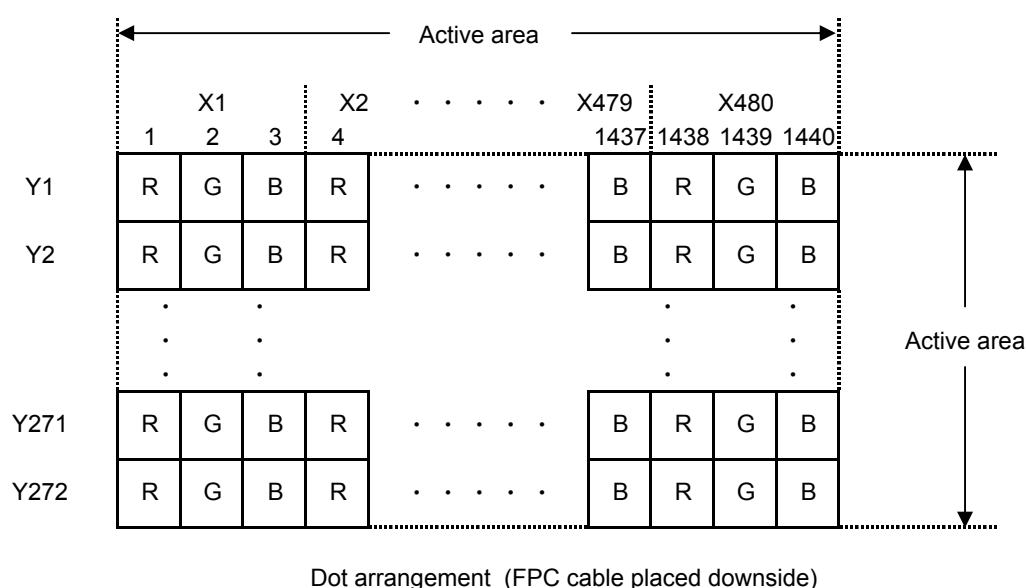 Active area
X1 X2 · · · · · X479 X480
1 2 3 4 1437 1438 1439 1440
Y1 R G B R · · · · · B R G B
Y2 R G B R · · · · · B R G B
· · · ·
· · · ·
Active area
· · · ·
Y271 R G B R · · · · · B R G B
Y272 R G B R · · · · · B R G B
Dot arrangement (FPC cable placed downside)